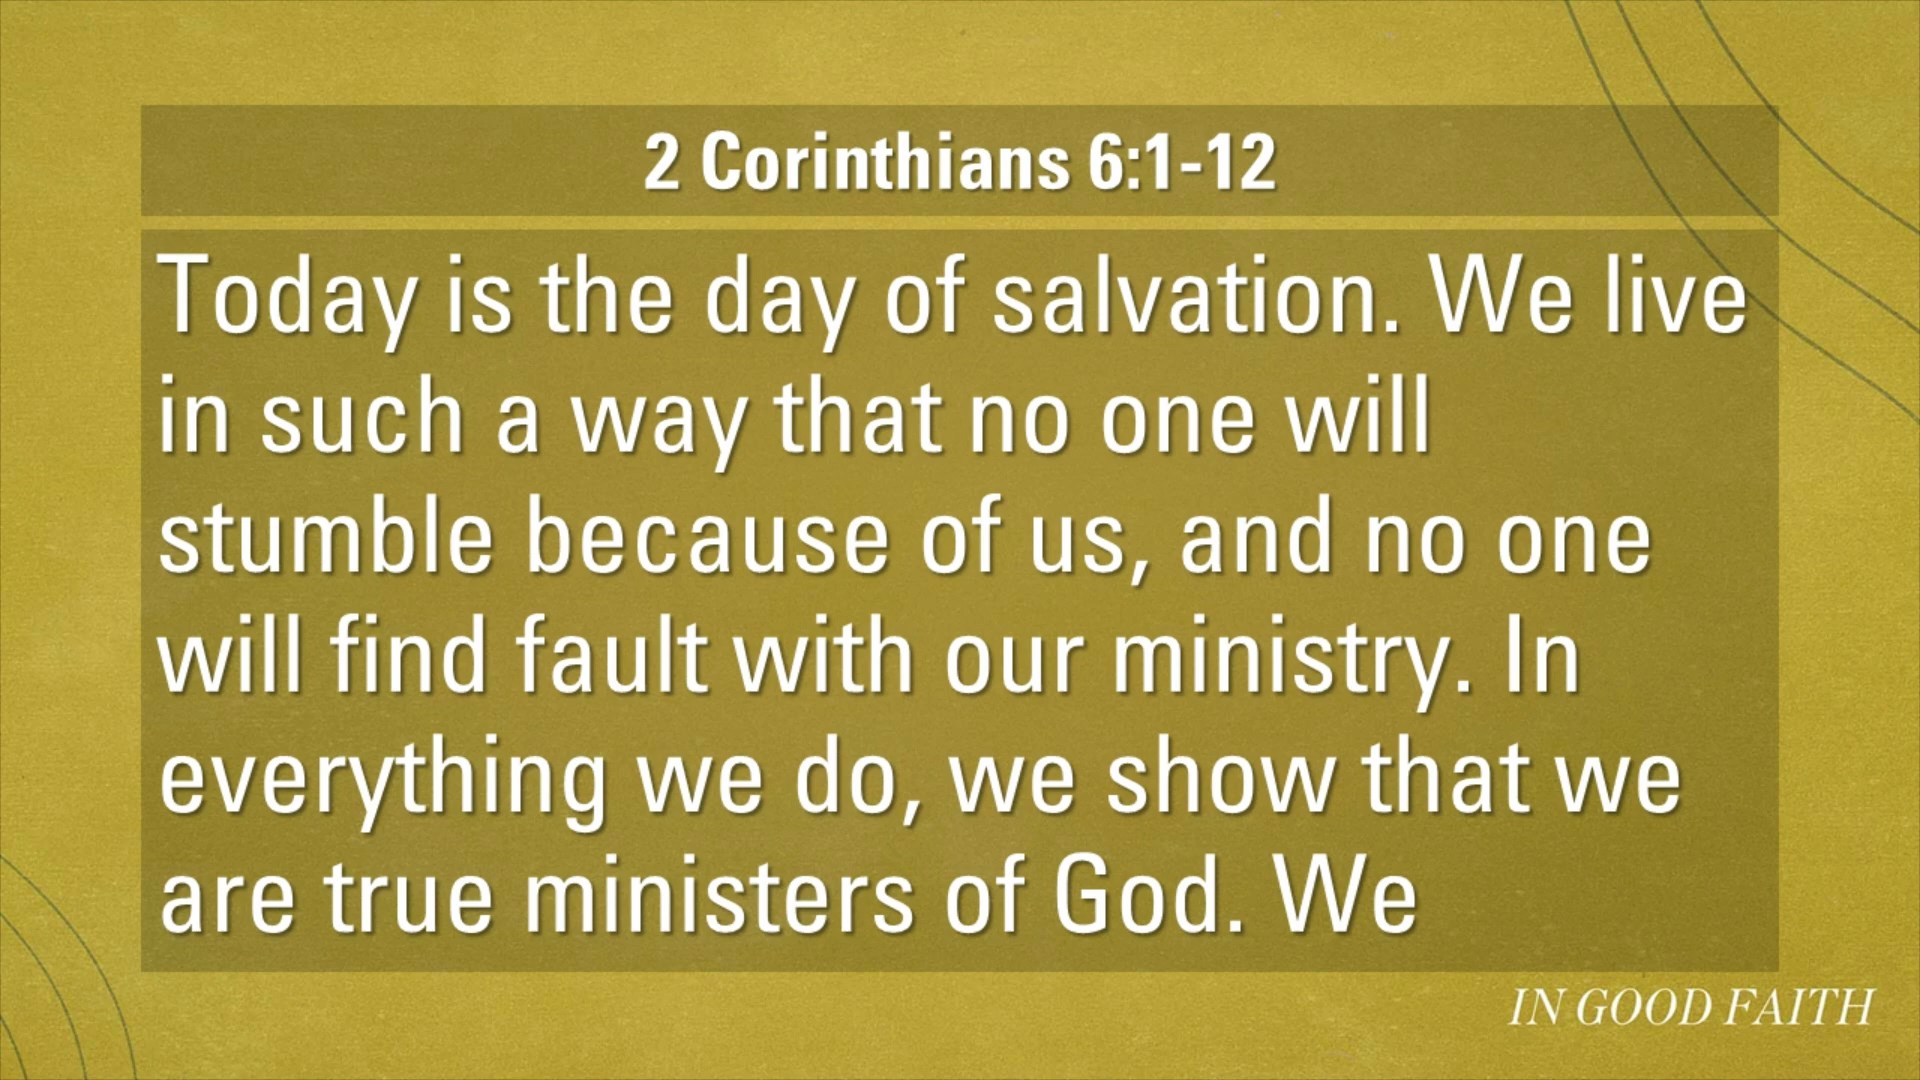 2 Corinthians 6:1-12
Today is the day of salvation. We live
in such a way that no one will
stumble because of us, and no one
will find fault with our ministry. In
everything we do, we show that we
are true ministers of God. We
IN GOOD FAITH